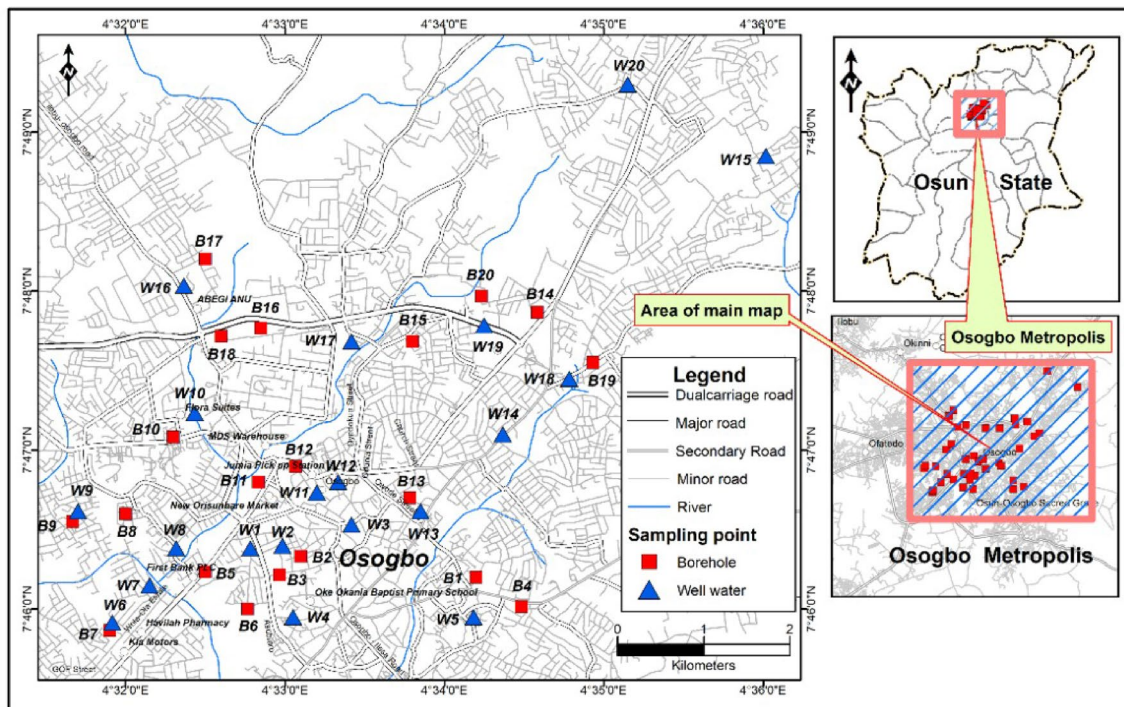 4°32'0"E 4°33'0"E 4°34'0"E 4°35'0"E 4°36'0"E
N
7°49'0"N
7°48'0"N
7°47'0"N
7°46'0"N
W20
W15
B17
W16
ABEGI ANU
B20
B14
B16
B15
B18
W17
W19
W18
B19
W10
Flora Suites
W14
B10
MDS Warehouse
B12
Jumia Pick up Station
W12
Osogbo
B11
W11
B13
W9
New Orisunbare Market
B9
B8
W8
W1
W2
W3
W13
Osogbo
B2
First Bank PLC
B5
B3
B1
B4
W7
Oke Okanla Baptist Primary School
W6
Havilah Pharmacy
B6
W4
W5
B7
Kia Motors
GOF Street
4°32'0"E 4°33'0"E 4°34'0"E 4°35'0"E 4°36'0"E
7°49'0"N
7°48'0"N
7°47'0"N
7°46'0"N
Legend
Dualcarriage road
Major road
Secondary Road
Minor road
River
Sampling point
Borehole
Well water
0 1 2
Kilometers
N
Osun State
Osogbo Metropolis
Area of main map
Ilobu
Okinni
Ofatedo
Osogbo
Osun-Osogbo Sacred Grove
Osogbo Metropolis